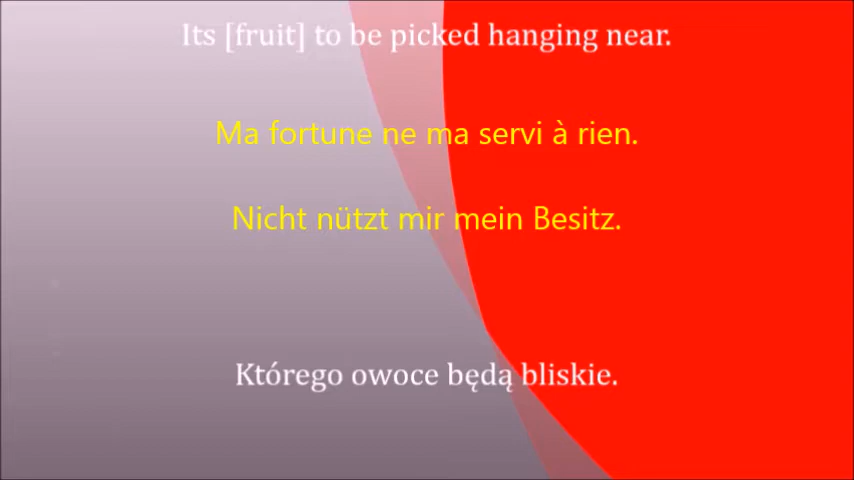 Its [fruit] to be picked hanging near.
Ma fortune ne ma servi à rien.
Nicht nützt mir mein Besitz.
Którego owoce będą bliskie.